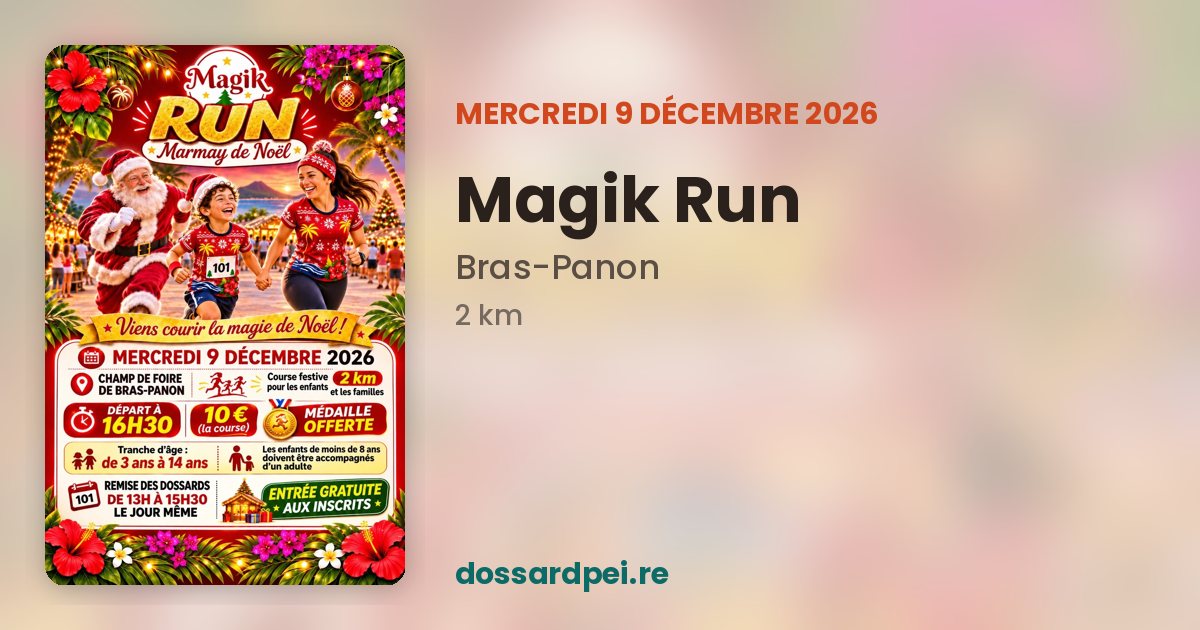 Magik
RUN
Marmay de Noël
101
Viens courir la magie de Noël !
MERCREDI 9 DÉCEMBRE 2026
CHAMP DE FOIRE
DE BRAS-PANON
Course festive
pour les enfants
2 km
et les familles
DÉPART À
16H30
10 €
(la course)
MÉDAILLE
OFFERTE
Tranche d'âge :
de 3 ans à 14 ans
Les enfants de moins de 8 ans
doivent être accompagnés
d'un adulte
101
REMISE DES DOSSARDS
DE 13H À 15H30
LE JOUR MÊME
ENTRÉE GRATUITE
AUX INSCRITS
MERCREDI 9 DÉCEMBRE 2026
Magik Run
Bras-Panon
2 km
dossardpei.re